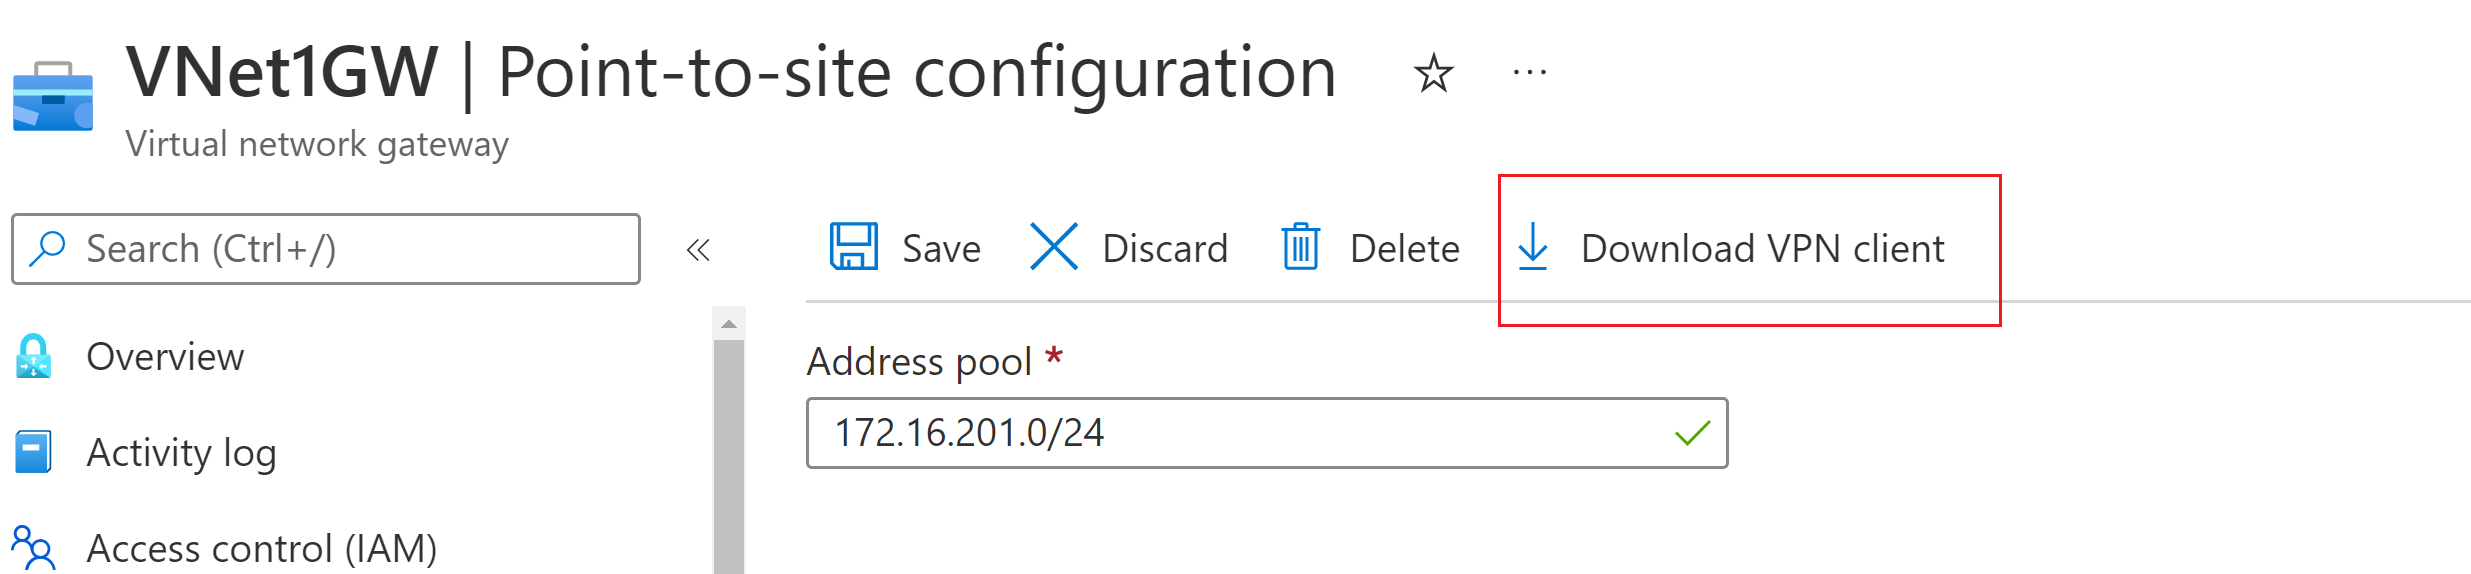 VNet1GW | Point-to-site configuration ...
Virtual network gateway
Search (Ctrl+/)
Save Discard Delete Download VPN client
Overview
Address pool *
172.16.201.0/24
Activity log
Access control (IAM)